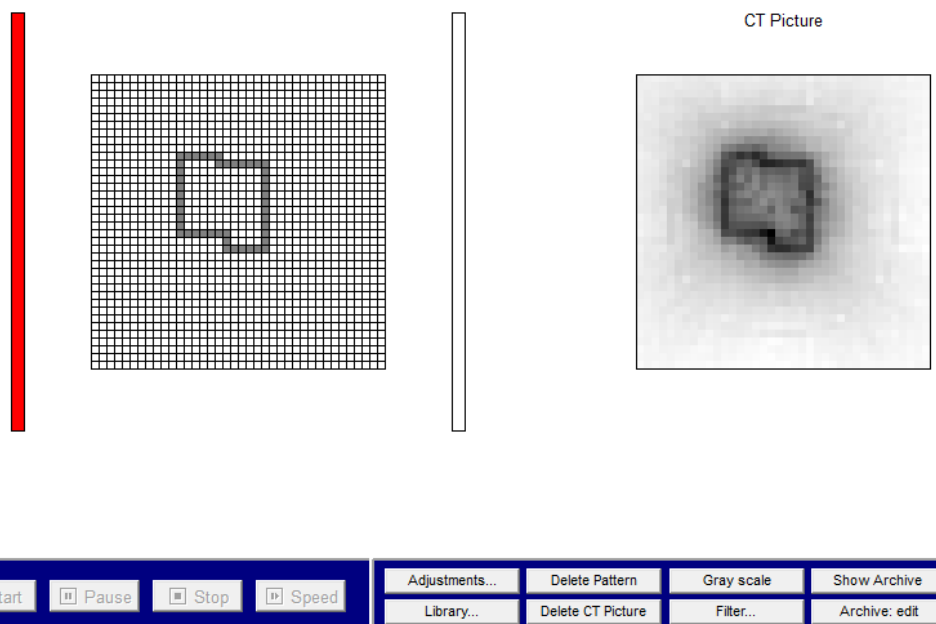 CT Picture
Pause
Stop
Speed
Adjustments...
Delete Pattern
Gray scale
Show Archive
Library...
Delete CT Picture
Filter...
Archive: edit